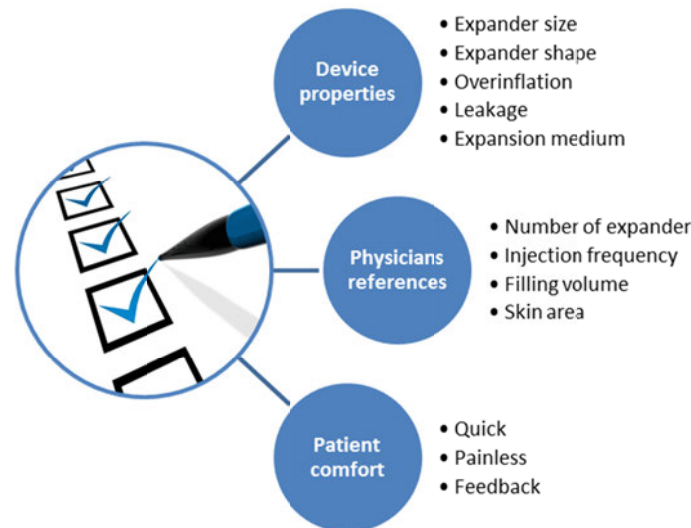 Device
properties
• Expander size
• Expander shape
• Overinflation
• Leakage
• Expansion medium
Physicians
references
• Number of expander
• Injection frequency
• Filling volume
• Skin area
Patient
comfort
• Quick
• Painless
• Feedback